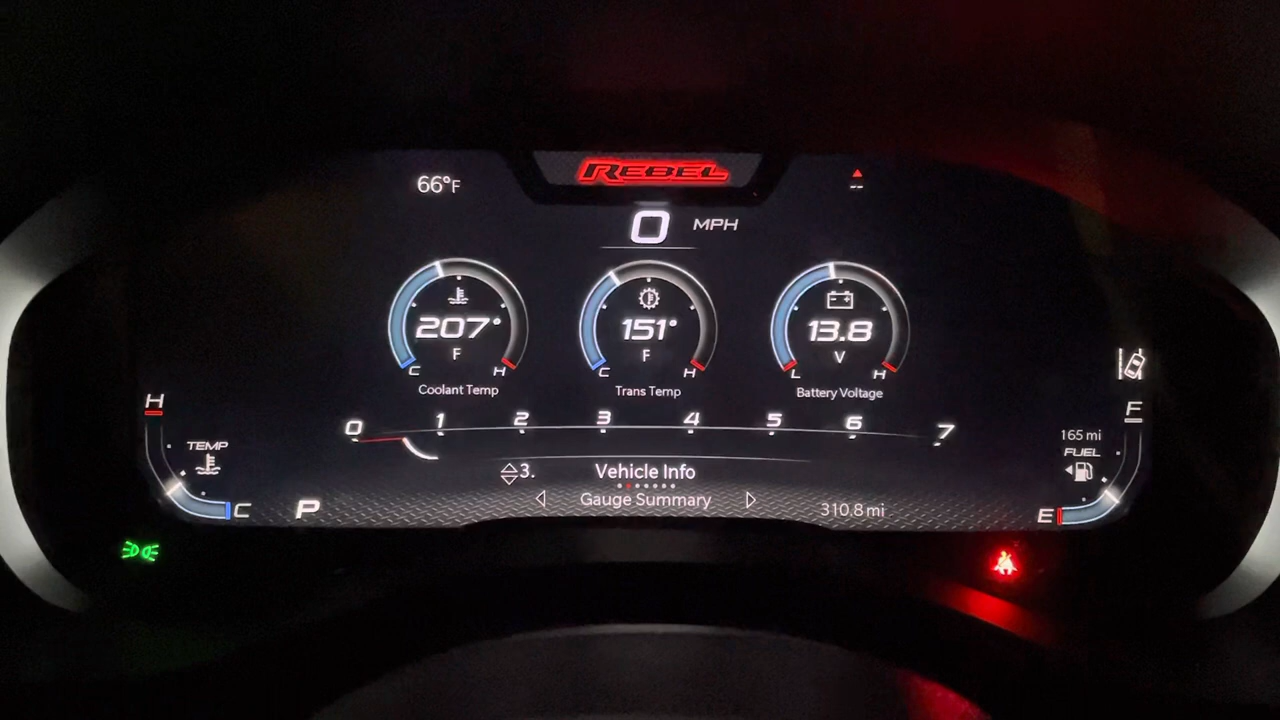 REBEL
66°F
--
0 MPH
207°
F
C H
Coolant Temp
151°
F
C H
Trans Temp
13.8
V
L H
Battery Voltage
H
TEMP
C
0 1 2 3 4 5 6 7
F
165 mi
FUEL
E
3. Vehicle Info
Gauge Summary
P
310.8 mi